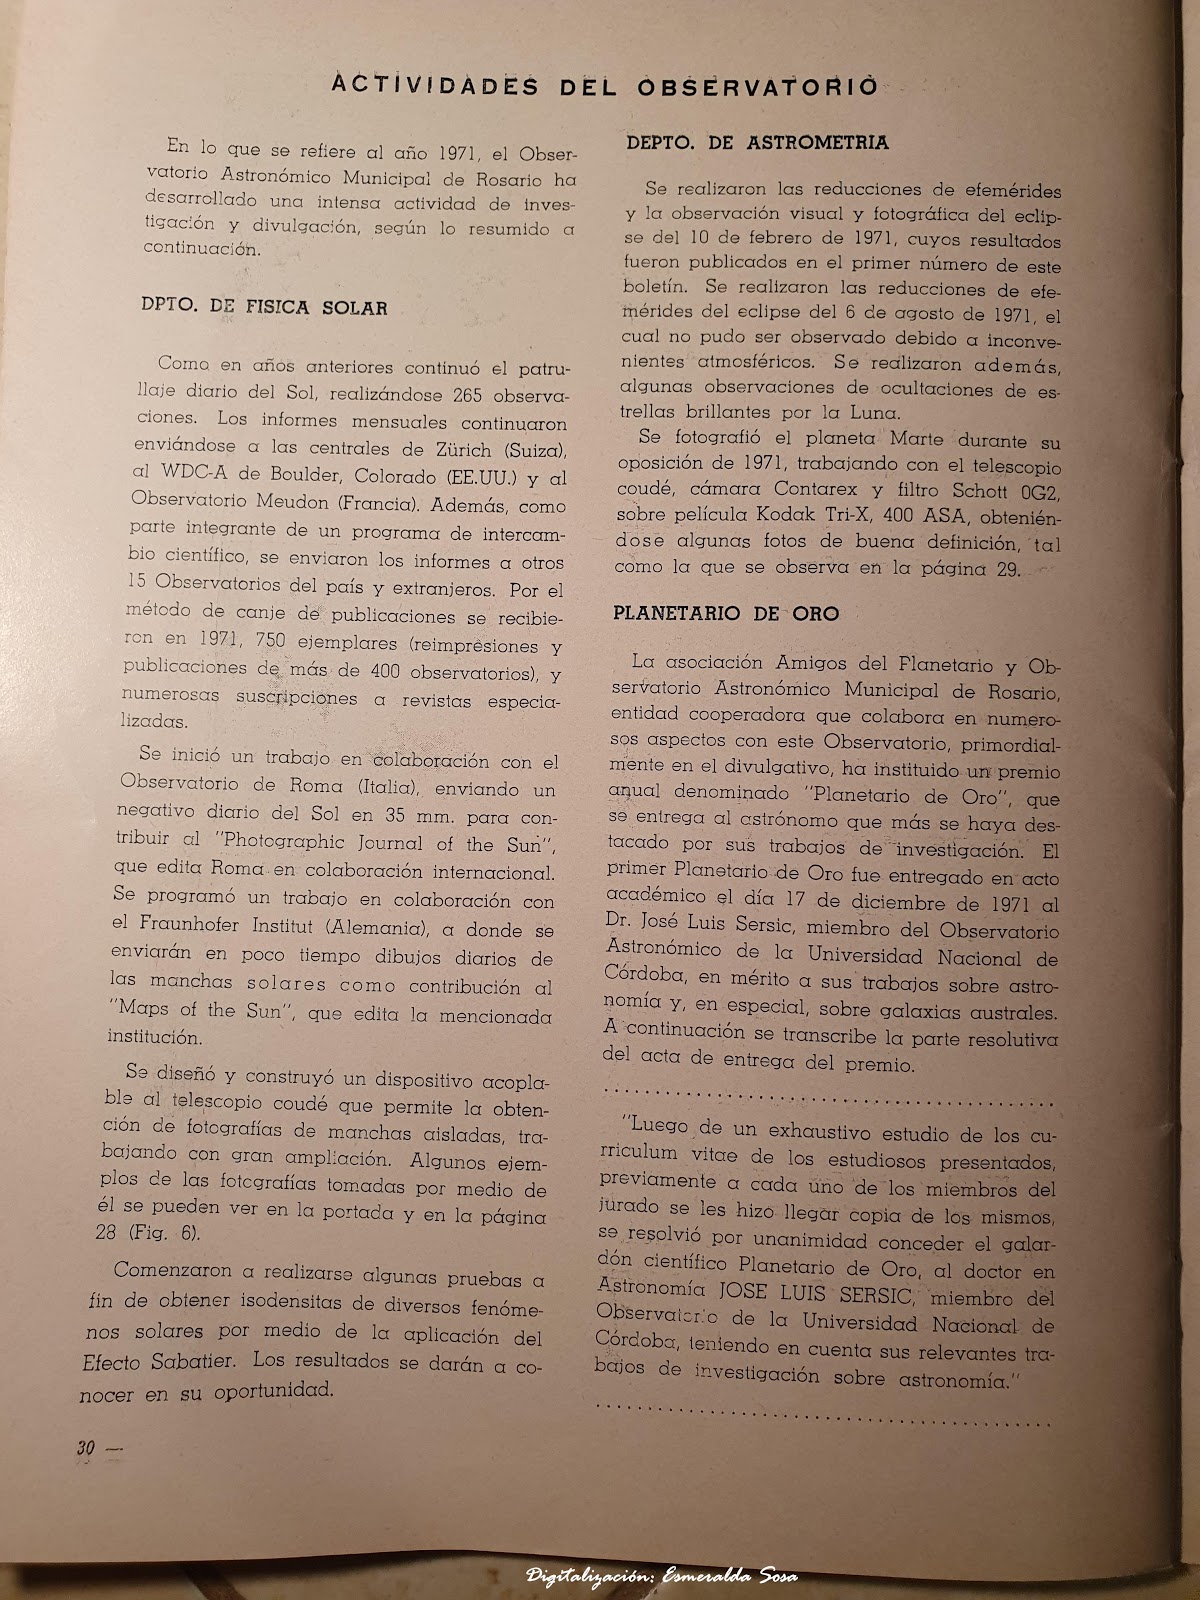 ACTIVIDADES DEL OBSERVATORIO
En lo que se refiere al año 1971, el Obser-
vatorio Astronómico Municipal de Rosario ha
desarrollado una intensa actividad de inves-
tigación y divulgación, según lo resumido a
continuación.
DPTO. DE FISICA SOLAR
Como en años anteriores continuó el patru-
llaje diario del Sol, realizándose 265 observa-
ciones. Los informes mensuales continuaron
enviándose a las centrales de Zürich (Suiza),
al WDC-A de Boulder, Colorado (EE.UU.) y al
Observatorio Meudon (Francia). Además, como
parte integrante de un programa de intercam-
bio científico, se enviaron los informes a otros
15 Observatorios del país y extranjeros. Por el
método de canje de publicaciones se recibie-
ron en 1971, 750 ejemplares (reimpresiones y
publicaciones de más de 400 observatorios), y
numerosas suscripciones a revistas especia-
lizadas.
Se inició un trabajo en colaboración con el
Observatorio de Roma (Italia), enviando un
negativo diario del Sol en 35 mm. para con-
tribuir al "Photographic Journal of the Sun",
que edita Roma en colaboración internacional.
Se programó un trabajo en colaboración con
el Fraunhofer Institut (Alemania), a donde se
enviarán en poco tiempo dibujos diarios de
las manchas solares como contribución al
"Maps of the Sun", que edita la mencionada
institución.
Se diseñó y construyó un dispositivo acopla-
ble al telescopio coudé que permite la obten-
ción de fotografías de manchas aisladas, tra-
bajando con gran ampliación. Algunos ejem-
plos de las fotografías tomadas por medio de
él se pueden ver en la portada y en la página
28 (Fig. 6).
Comenzaron a realizarse algunas pruebas a
fin de obtener isodensitas de diversos fenóme-
nos solares por medio de la aplicación del
Efecto Sabatier. Los resultados se darán a co-
nocer en su oportunidad.
30 —
DEPTO. DE ASTROMETRIA
Se realizaron las reducciones de efemérides
y la observación visual y fotográfica del eclip-
se del 10 de febrero de 1971, cuyos resultados
fueron publicados en el primer número de este
boletín. Se realizaron las reducciones de efe-
mérides del eclipse del 6 de agosto de 1971, el
cual no pudo ser observado debido a inconve-
nientes atmosféricos. Se realizaron además,
algunas observaciones de ocultaciones de es-
trellas brillantes por la Luna.
Se fotografió el planeta Marte durante su
oposición de 1971, trabajando con el telescopio
coudé, cámara Contarex y filtro Schott 0G2,
sobre película Kodak Tri-X, 400 ASA, obtenién-
dose algunas fotos de buena definición, tal
como la que se observa en la página 29.
PLANETARIO DE ORO
La asociación Amigos del Planetario y Ob-
servatorio Astronómico Municipal de Rosario,
entidad cooperadora que colabora en numero-
sos aspectos con este Observatorio, primordial-
mente en el divulgativo, ha instituido un premio
anual denominado "Planetario de Oro", que
se entrega al astrónomo que más se haya des-
tacado por sus trabajos de investigación. El
primer Planetario de Oro fue entregado en acto
académico el día 17 de diciembre de 1971 al
Dr. José Luis Sersic, miembro del Observatorio
Astronómico de la Universidad Nacional de
Córdoba, en mérito a sus trabajos sobre astro-
nomía y, en especial, sobre galaxias australes.
A continuación se transcribe la parte resolutiva
del acta de entrega del premio.
. . . . . . . . . . . . . . . . . . . . . . . . . . . . . . . . . . . . . . . .
"Luego de un exhaustivo estudio de los cu-
rriculum vitae de los estudiosos presentados,
previamente a cada uno de los miembros del
jurado se les hizo llegar copia de los mismos,
se resolvió por unanimidad conceder el galar-
dón científico Planetario de Oro, al doctor en
Astronomía JOSE LUIS SERSIC, miembro del
Observatorio de la Universidad Nacional de
Córdoba, teniendo en cuenta sus relevantes tra-
bajos de investigación sobre astronomía."
. . . . . . . . . . . . . . . . . . . . . . . . . . . . . . . . . . . . . . . .
Digitalización: Esmeralda Sosa